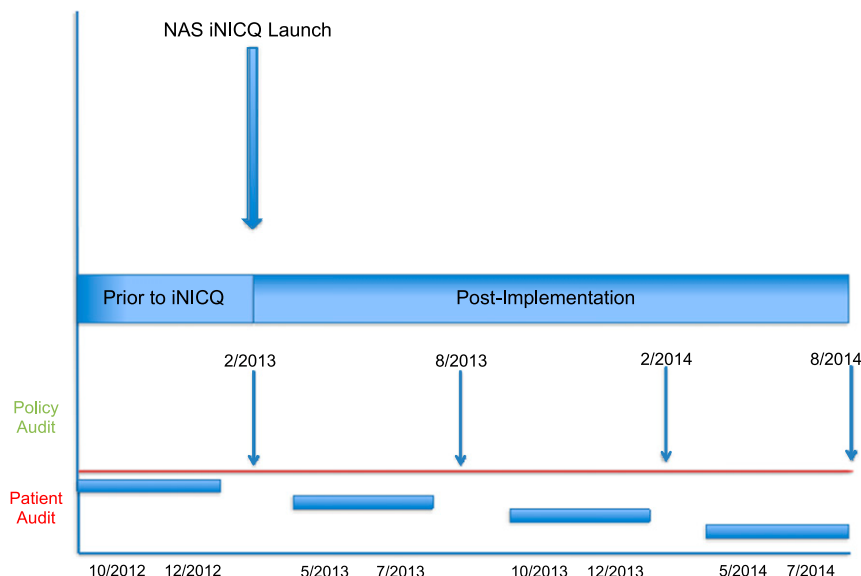 NAS iNICQ Launch
Prior to iNICQ
Post-Implementation
2/2013
8/2013
2/2014
8/2014
Policy
Audit
Patient
Audit
10/2012
12/2012
5/2013
7/2013
10/2013
12/2013
5/2014
7/2014